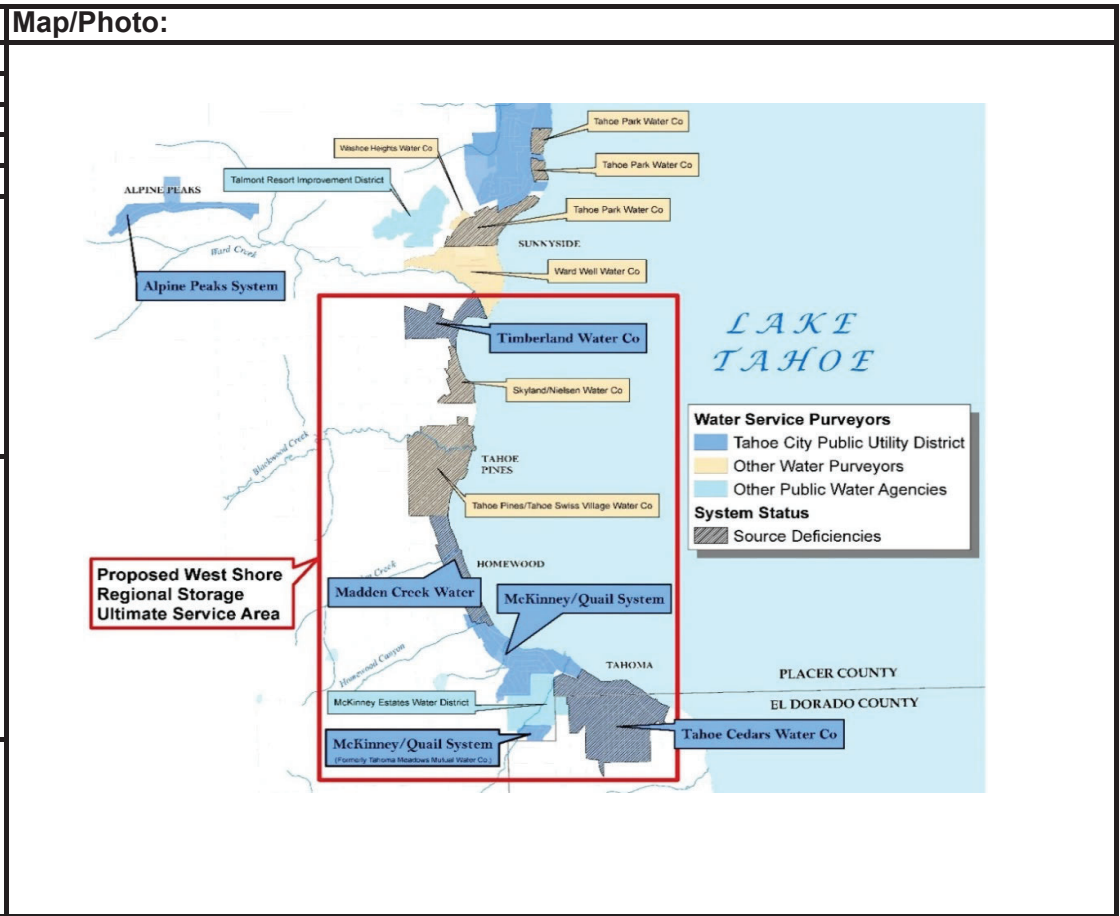 Map/Photo:
Tahoe Park Water Co
Washoe Heights Water Co
Tahoe Park Water Co
Talmont Resort Improvement District
ALPINE PEAKS
Tahoe Park Water Co
SUNNYSIDE
Ward Creek
Ward Well Water Co
Alpine Peaks System
LAKE
TAHOE
Timberland Water Co
Skyland/Nielsen Water Co
Water Service Purveyors
Tahoe City Public Utility District
Other Water Purveyors
Other Public Water Agencies
System Status
Source Deficiencies
Blackwood Creek
TAHOE
PINES
Tahoe Pines/Tahoe Swiss Village Water Co
Proposed West Shore
Regional Storage
Ultimate Service Area
Creek
HOMEWOOD
Madden Creek Water
McKinney/Quail System
Homewood Canyon
TAHOMA
PLACER COUNTY
EL DORADO COUNTY
McKinney Estates Water District
McKinney/Quail System
(Formerly Tahoma Meadows Mutual Water Co.)
Tahoe Cedars Water Co